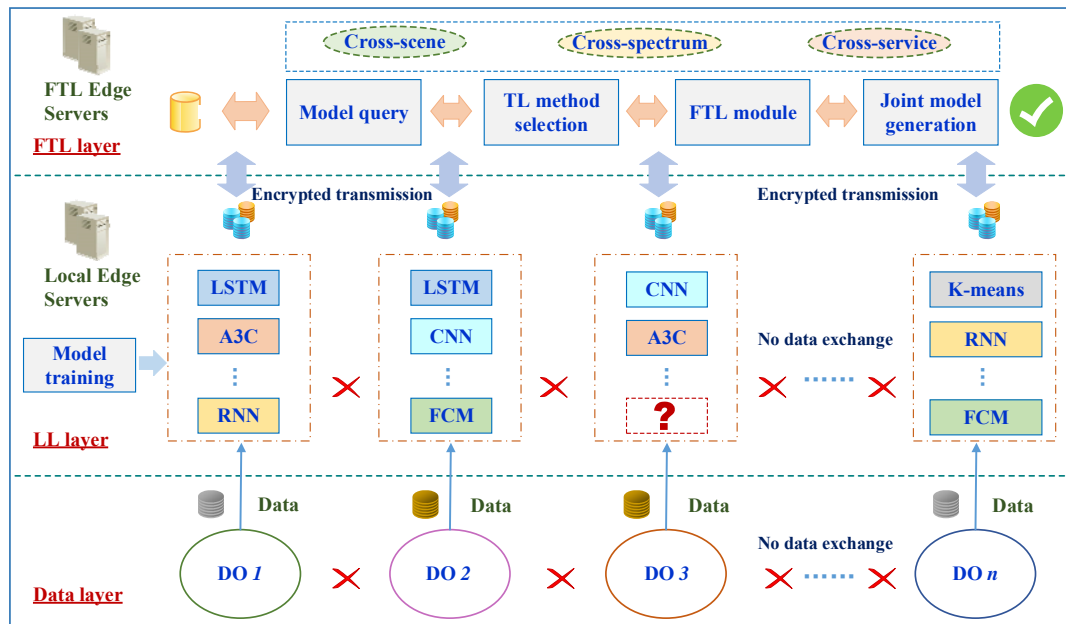 Cross-scene
Cross-spectrum
Cross-service
FTL Edge
Servers
FTL layer
Model query
TL method
selection
FTL module
Joint model
generation
Encrypted transmission
Encrypted transmission
Local Edge
Servers
LSTM
A3C
RNN
LSTM
CNN
FCM
CNN
A3C
?
No data exchange
K-means
RNN
FCM
Model
training
LL layer
Data
Data
Data
Data
DO 1
DO 2
DO 3
No data exchange
DO n
Data layer